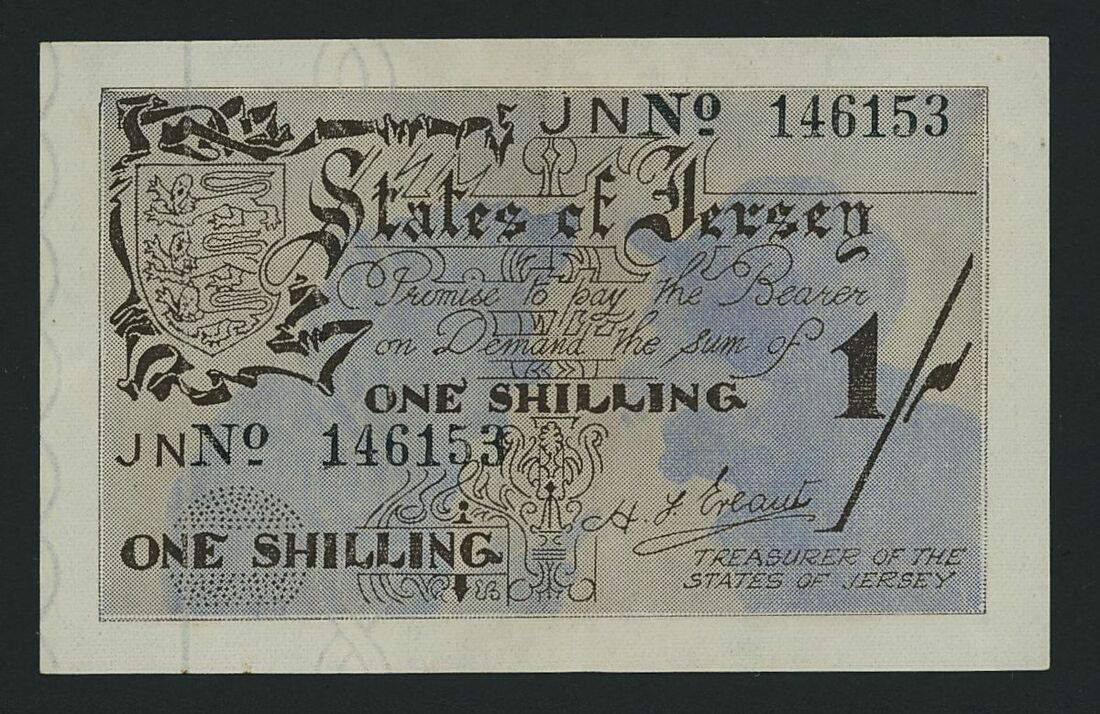 JN No 146153
States of Jersey
Promise to pay the Bearer
on Demand the sum of
1/
ONE SHILLING
JN No 146153
H. F. Ereaut
ONE SHILLING
TREASURER OF THE
STATES OF JERSEY